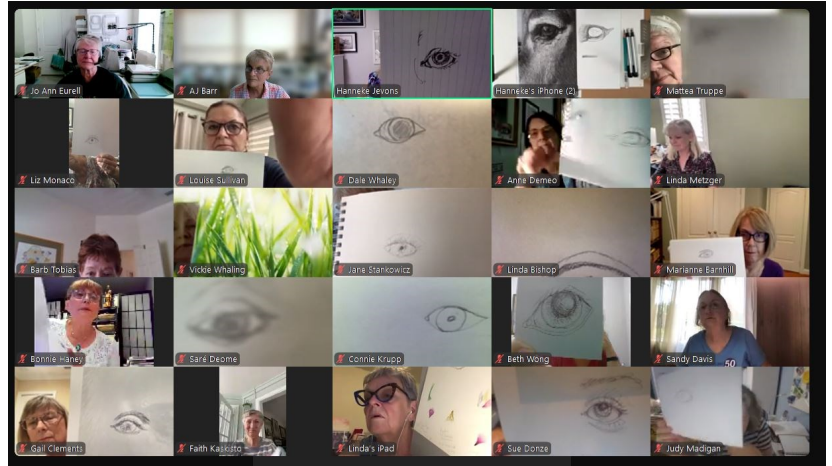 Jo Ann Eurell
AJ Barr
Hanneke Jevons
Hanneke's iPhone (2)
Mattea Truppe
Liz Monaco
Louise Sullivan
Dale Whaley
Anne Demeo
Linda Metzger
Barb Tobias
Vickie Whaling
Jane Stankowicz
Linda Bishop
Marianne Barnhill
Bonnie Haney
Saré Deome
Connie Krupp
Beth Wong
Sandy Davis
50
Gail Clements
Faith Kaskisto
Linda's iPad
Sue Donze
Judy Madigan